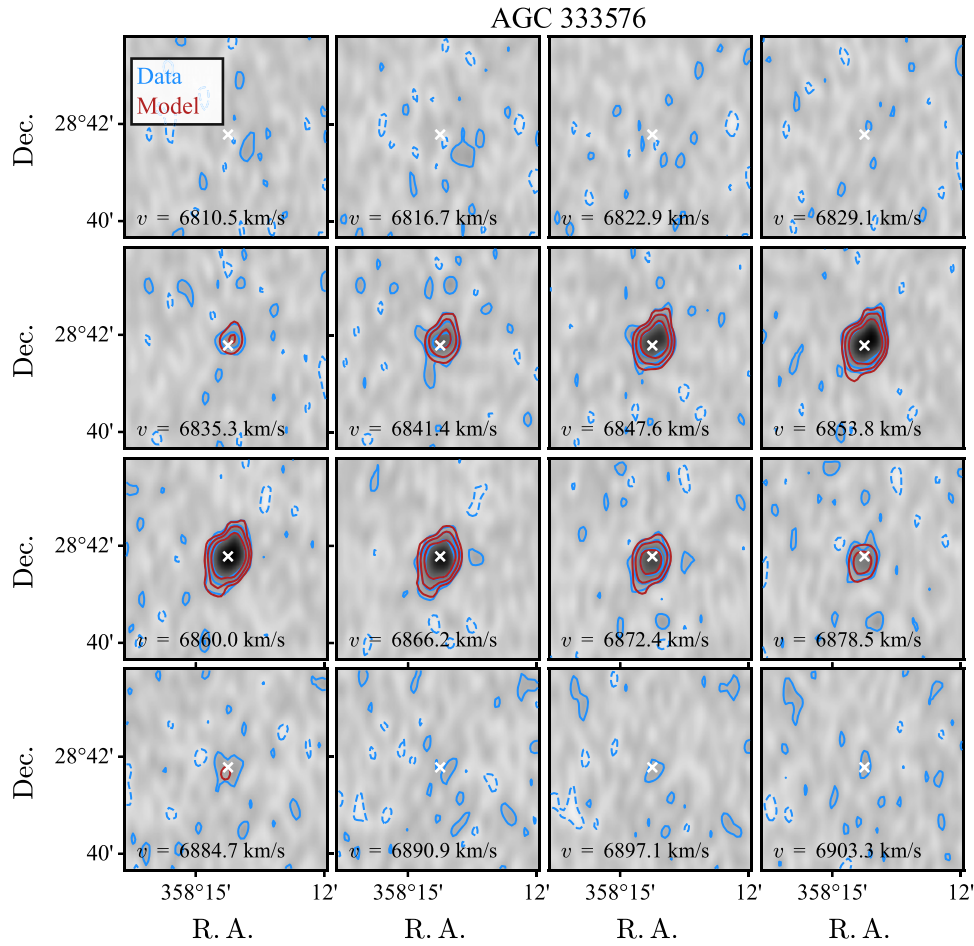 AGC 333576
Data
Model
Dec.
28°42'
40'
v = 6810.5 km/s
v = 6816.7 km/s
v = 6822.9 km/s
v = 6829.1 km/s
Dec.
28°42'
40'
v = 6835.3 km/s
v = 6841.4 km/s
v = 6847.6 km/s
v = 6853.8 km/s
Dec.
28°42'
40'
v = 6860.0 km/s
v = 6866.2 km/s
v = 6872.4 km/s
v = 6878.5 km/s
Dec.
28°42'
40'
v = 6884.7 km/s
v = 6890.9 km/s
v = 6897.1 km/s
v = 6903.3 km/s
358°15' 12' 358°15' 12' 358°15' 12' 358°15' 12'
R. A. R. A. R. A. R. A.